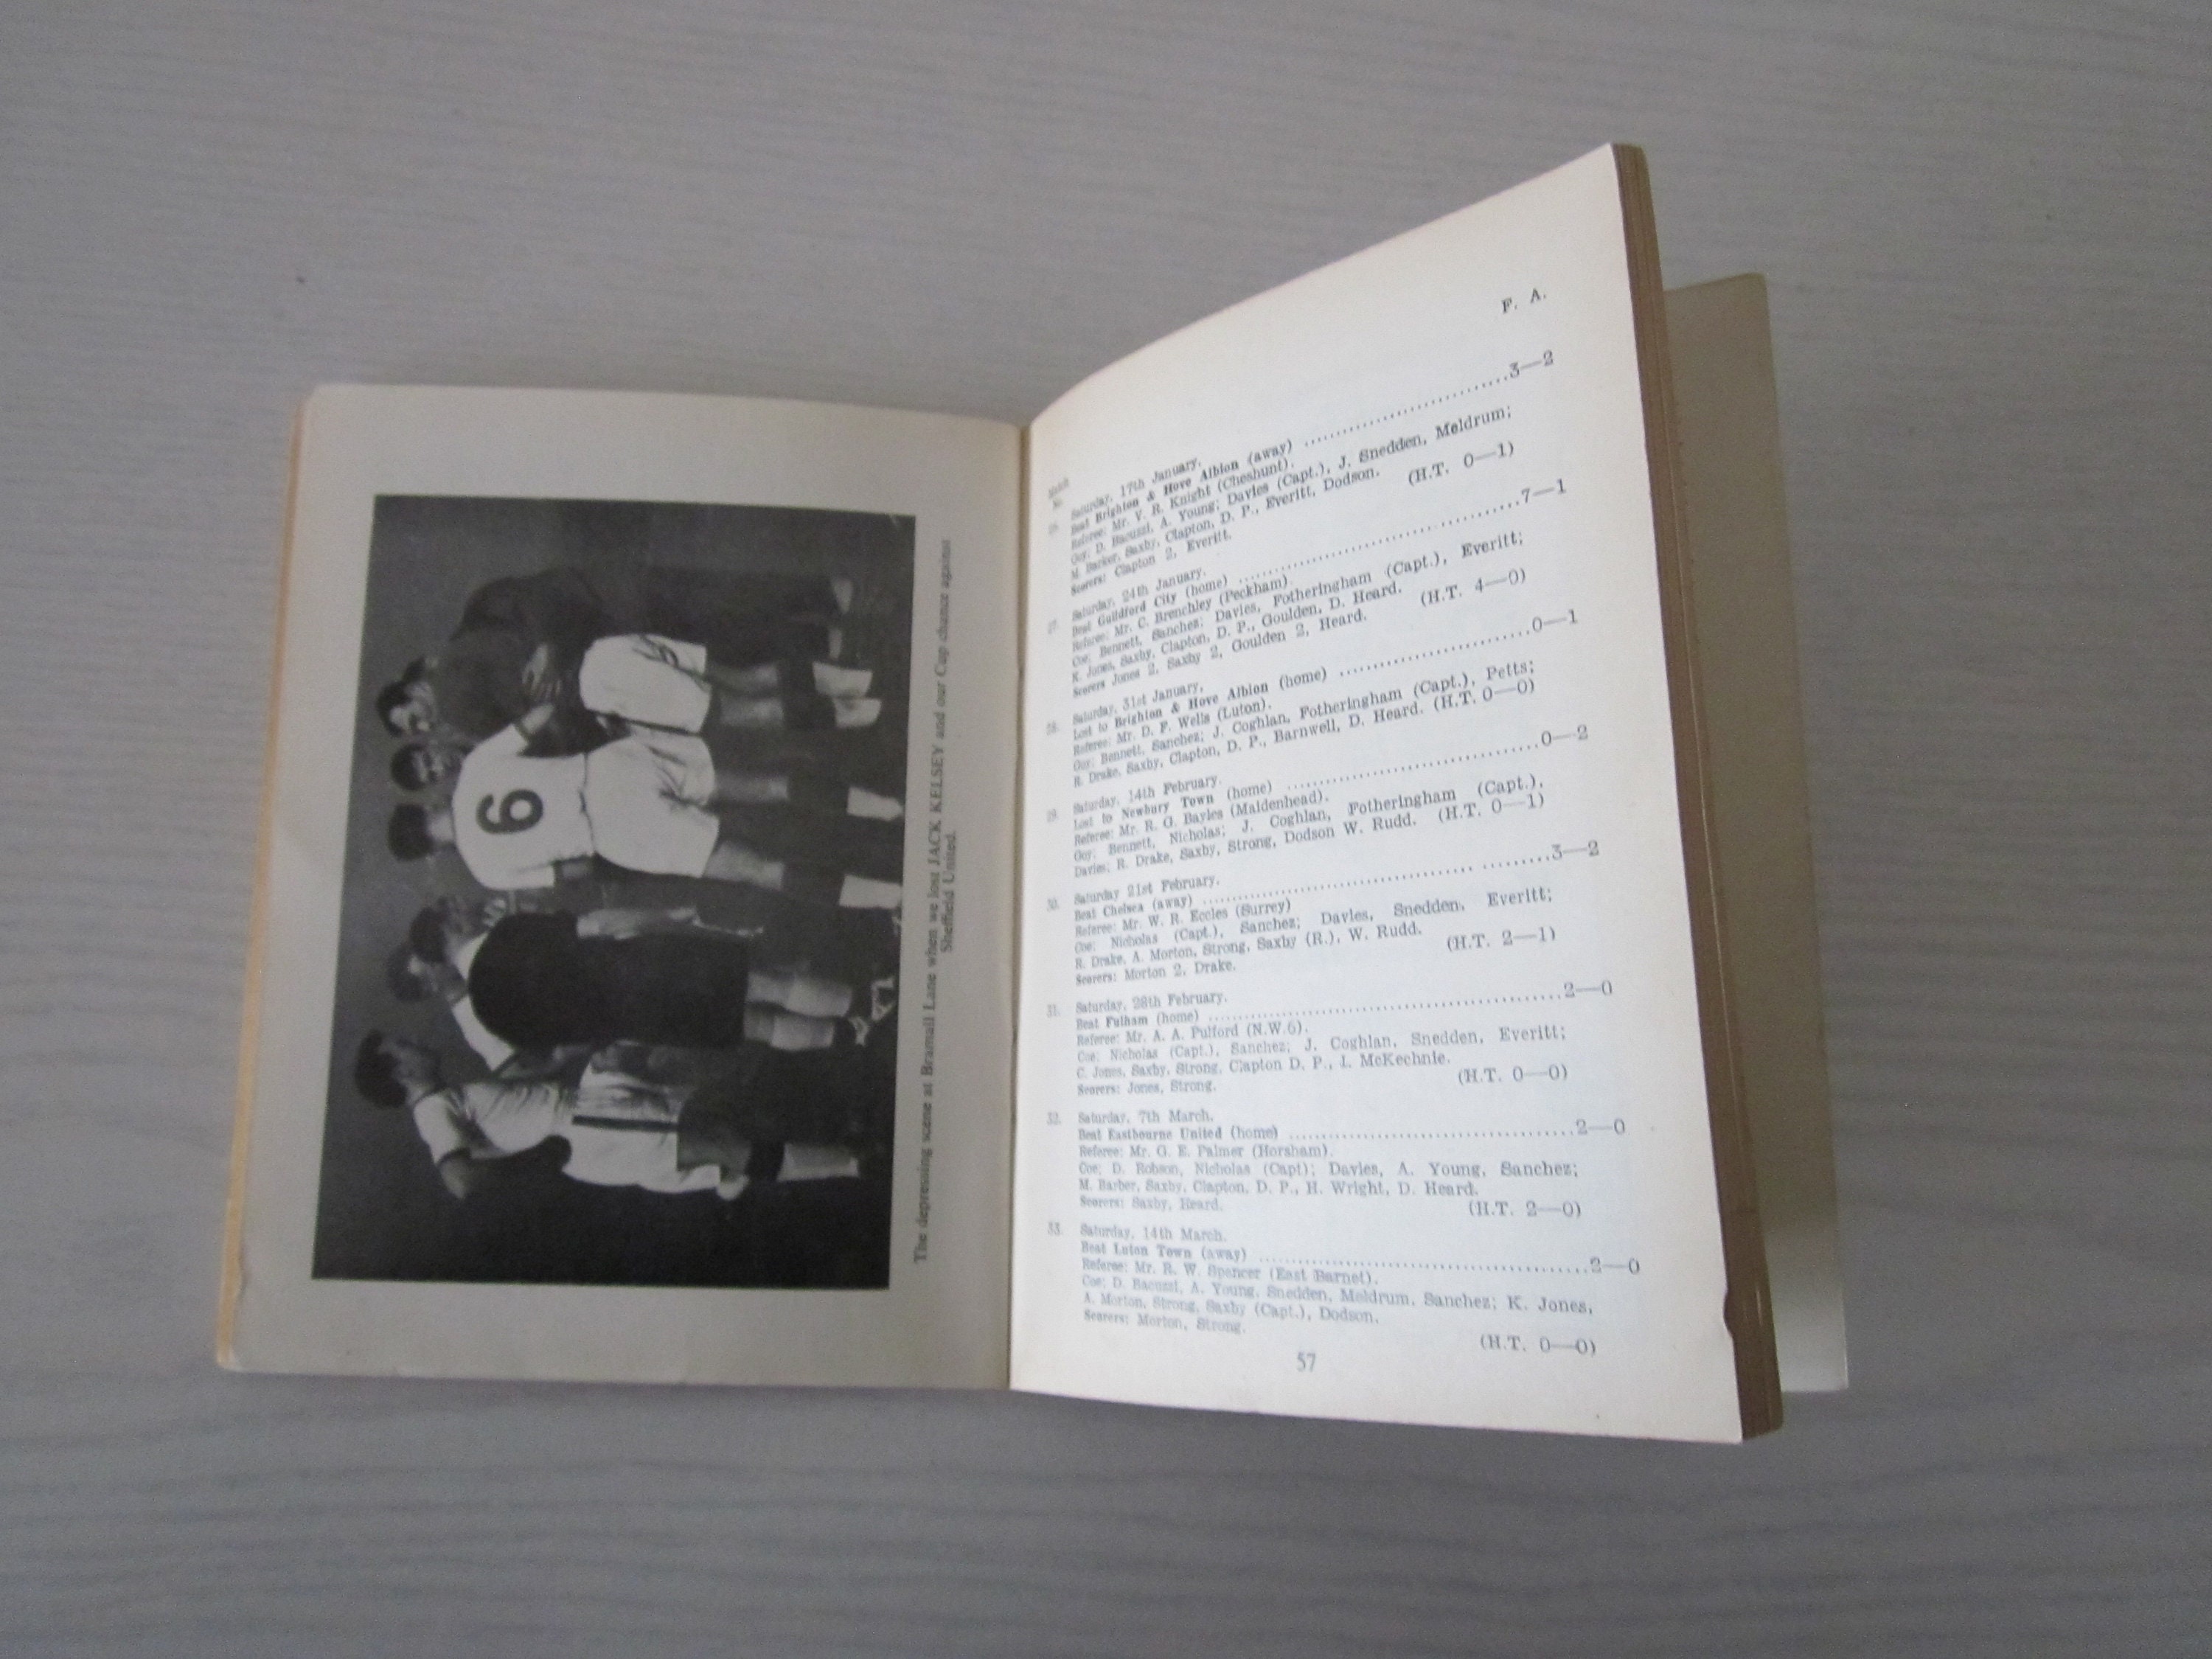 The depressing scene at Bramall Lane when we lost JACK KELSEY and our Cup chance against
Sheffield United.
9
F. A.
Match
No.
26. Saturday, 17th January.
Beat Brighton & Hove Albion (away) ..............................3—2
Referee: Mr. V. R. Knight (Cheshunt).
Goy; D. Bacuzzi, A. Young; Davies (Capt.), J. Snedden, Meldrum;
M. Barber, Saxby, Clapton, D. P., Everitt, Dodson.
Scorers: Clapton 2, Everitt. (H.T. 0—1)
27. Saturday, 24th January.
Beat Guildford City (home) ..............................7—1
Referee: Mr. C. Brenchley (Peckham).
Coe; Bennett, Sanchez; Davies, Fotheringham (Capt.), Everitt;
K. Jones, Saxby, Clapton, D. P., Goulden, D. Heard.
Scorers Jones 2, Saxby 2, Goulden 2, Heard. (H.T. 4—0)
28. Saturday, 31st January.
Lost to Brighton & Hove Albion (home) ..............................0—1
Referee: Mr. D. F. Wells (Luton).
Goy; Bennett, Sanchez; J. Coghlan, Fotheringham (Capt.), Petts;
R. Drake, Saxby, Clapton, D. P., Barnwell, D. Heard. (H.T. 0—0)
29. Saturday, 14th February.
Lost to Newbury Town (home) ..............................0—2
Referee: Mr. R. G. Bayles (Maidenhead).
Goy; Bennett, Nicholas; J. Coghlan, Fotheringham (Capt.),
Davies; R. Drake, Saxby, Strong, Dodson W. Rudd. (H.T. 0—1)
30. Saturday 21st February.
Beat Chelsea (away) ..............................3—2
Referee: Mr. W. R. Eccles (Surrey)
Coe; Nicholas (Capt.), Sanchez; Davies, Snedden, Everitt;
R. Drake, A. Morton, Strong, Saxby (R.), W. Rudd.
Scorers: Morton 2, Drake. (H.T. 2—1)
31. Saturday, 28th February.
Beat Fulham (home) ..............................2—0
Referee: Mr. A. A. Pulford (N.W.6).
Coe; Nicholas (Capt.), Sanchez; J. Coghlan, Snedden, Everitt;
C. Jones, Saxby, Strong, Clapton D. P., I. McKechnie.
Scorers: Jones, Strong. (H.T. 0—0)
32. Saturday, 7th March.
Beat Eastbourne United (home) ..............................2—0
Referee: Mr. G. E. Palmer (Horsham).
Coe; D. Robson, Nicholas (Capt); Davies, A. Young, Sanchez;
M. Barber, Saxby, Clapton, D. P., H. Wright, D. Heard.
Scorers: Saxby, Heard. (H.T. 2—0)
33. Saturday, 14th March.
Beat Luton Town (away) ..............................2—0
Referee: Mr. R. W. Spencer (East Barnet).
Coe; D. Bacuzzi, A. Young, Snedden, Meldrum, Sanchez; K. Jones,
A. Morton, Strong, Saxby (Capt.), Dodson.
Scorers: Morton, Strong. (H.T. 0—0)
57